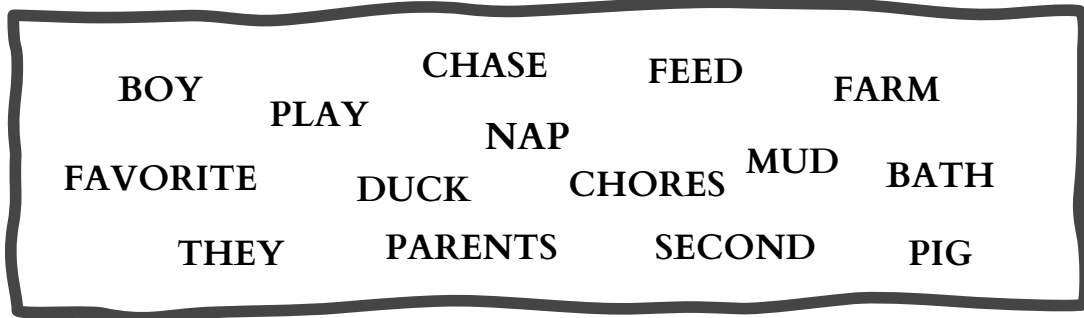 BOY PLAY CHASE FEED FARM
NAP
FAVORITE DUCK CHORES MUD BATH
THEY PARENTS SECOND PIG